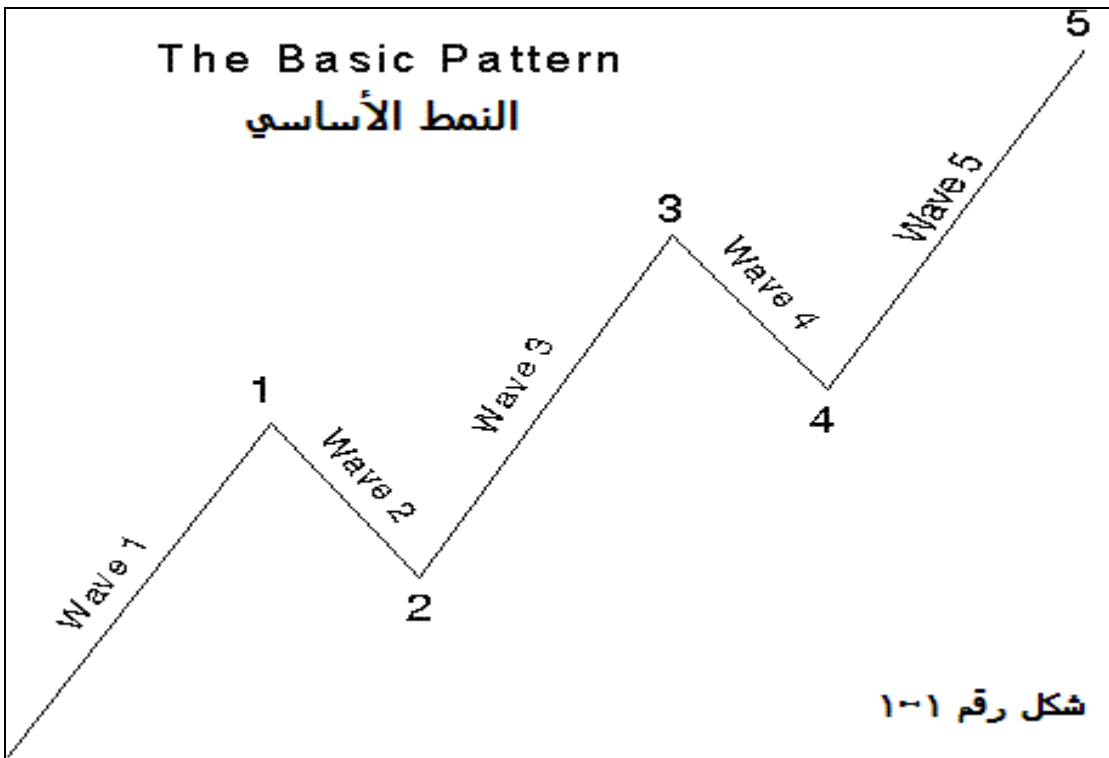 The Basic Pattern
النمط الأساسي
5
Wave 5
3
Wave 4
4
Wave 3
1
Wave 2
2
Wave 1
شكل رقم ١-١